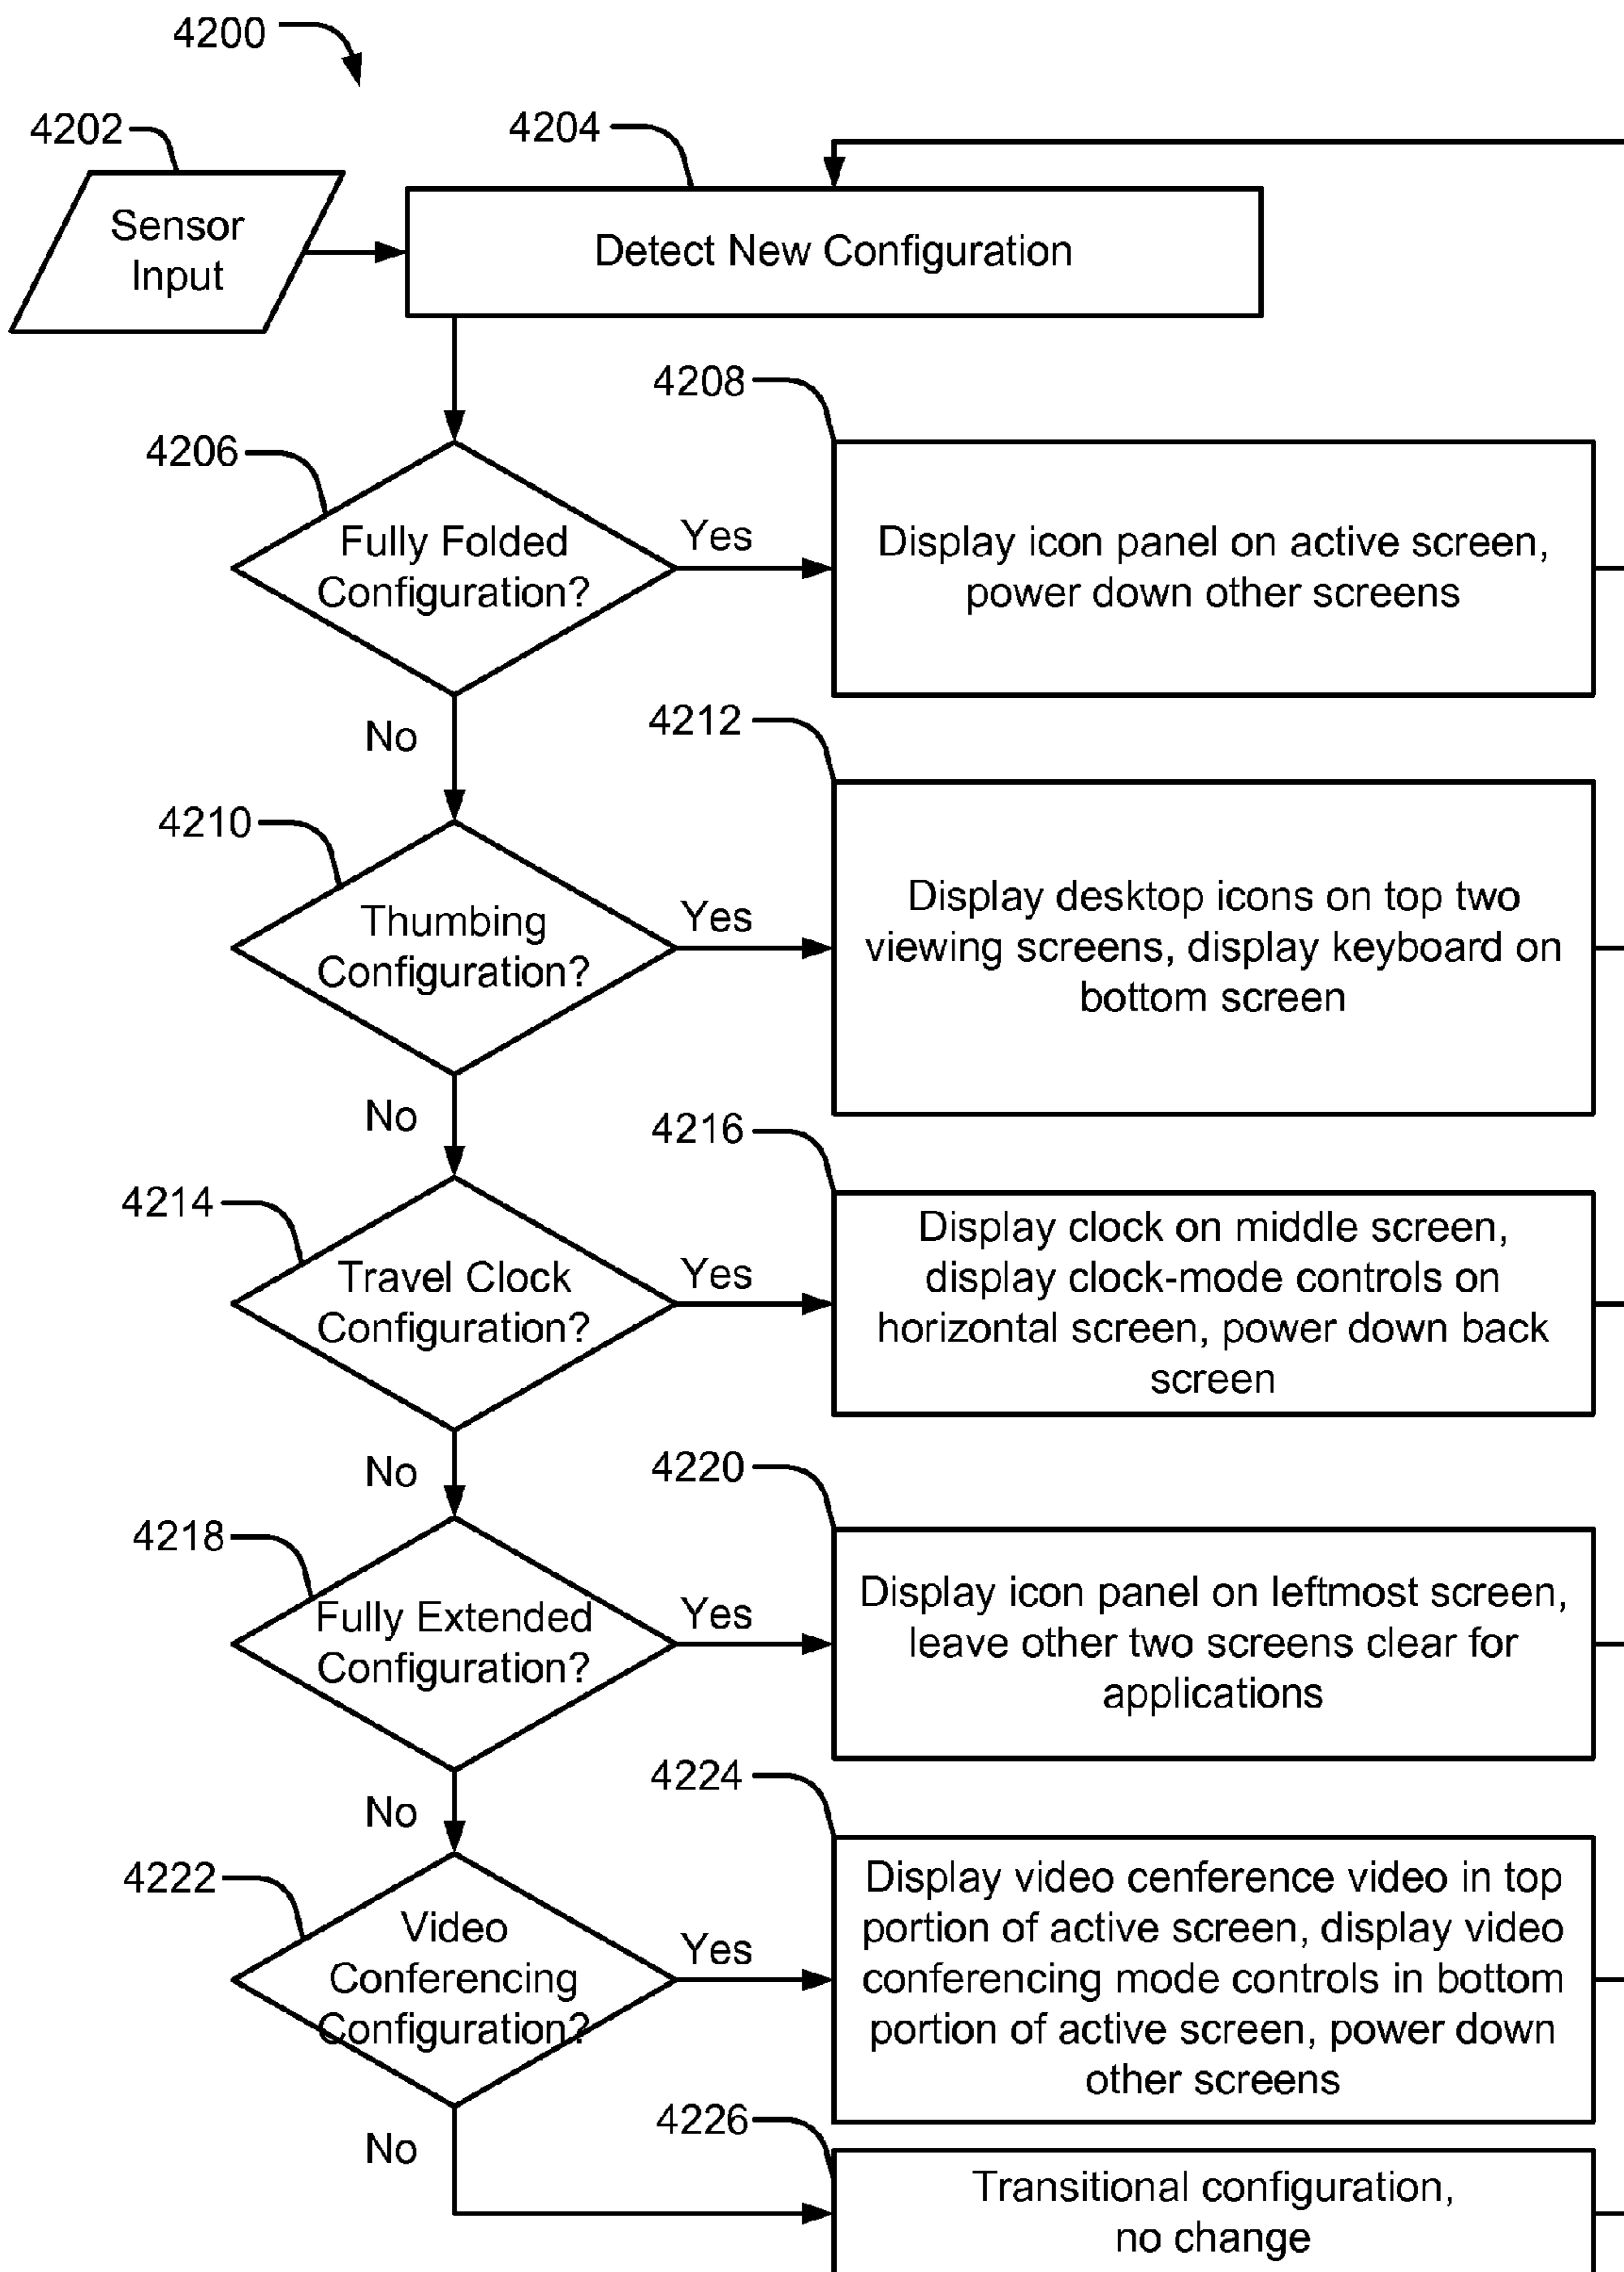 4200
4202
4204
Sensor
Input
Detect New Configuration
4206
4208
Fully Folded
Configuration?
Yes
Display icon panel on active screen,
power down other screens
No
4210
4212
Thumbing
Configuration?
Yes
Display desktop icons on top two
viewing screens, display keyboard on
bottom screen
No
4214
4216
Travel Clock
Configuration?
Yes
Display clock on middle screen,
display clock-mode controls on
horizontal screen, power down back
screen
No
4218
4220
Fully Extended
Configuration?
Yes
Display icon panel on leftmost screen,
leave other two screens clear for
applications
No
4222
4224
Video
Conferencing
Configuration?
Yes
Display video cenference video in top
portion of active screen, display video
conferencing mode controls in bottom
portion of active screen, power down
other screens
No
4226
Transitional configuration,
no change